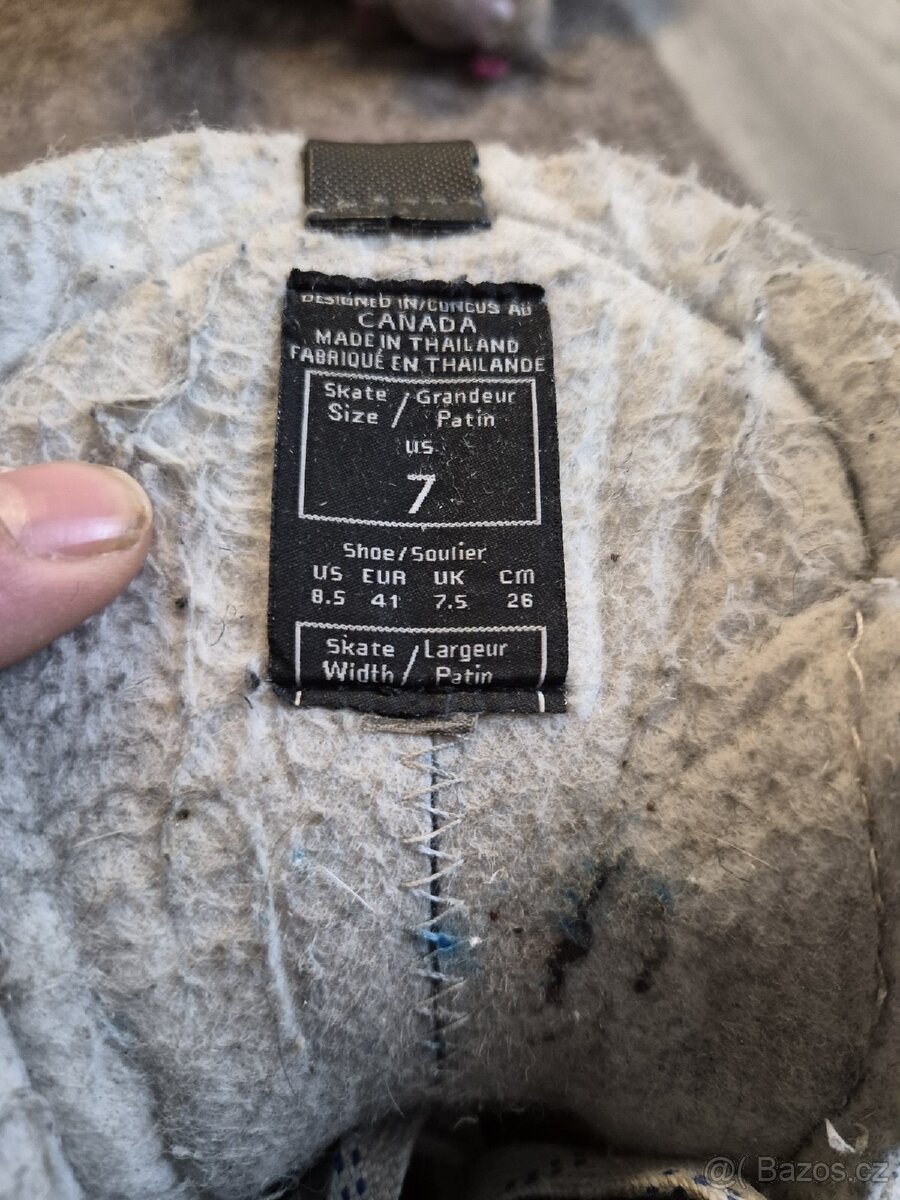 DESIGNED IN/CONCUS AU
CANADA
MADE IN THAILAND
FABRIQUÉ EN THAILANDE
Skate / Grandeur
Size / Patin
US
7
Shoe/Soulier
US EUR UK CM
8.5 41 7.5 26
Skate / Largeur
Width / Patin
@( Bazos.cz